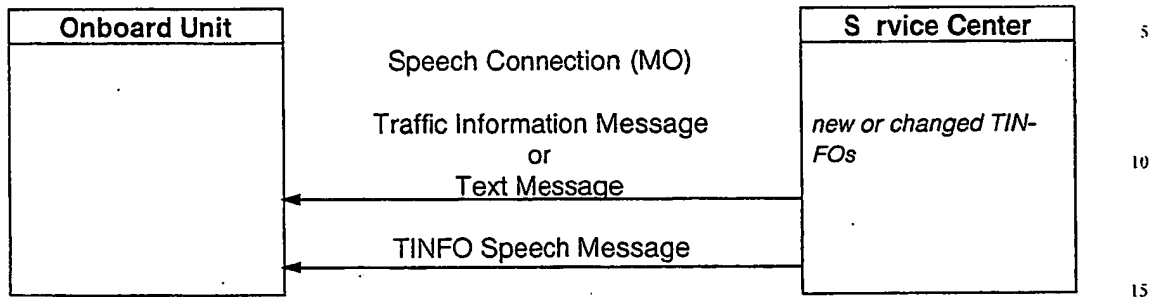 Onboard Unit
S rvice Center
5
Speech Connection (MO)
Traffic Information Message
new or changed TIN-
FOs
or
10
Text Message
TINFO Speech Message
15